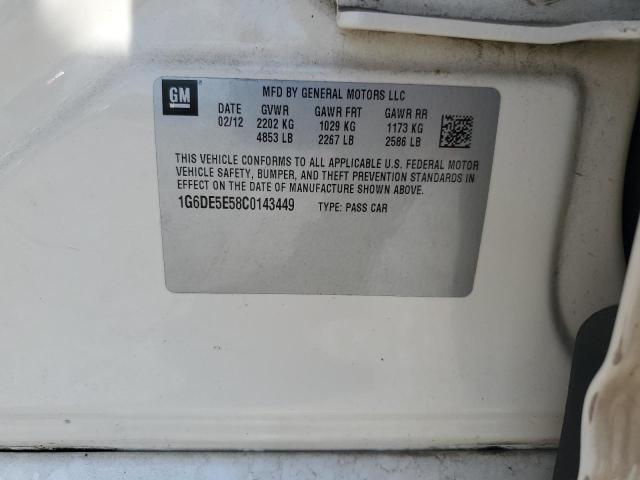 GM
MFD BY GENERAL MOTORS LLC
DATE GVWR GAWR FRT GAWR RR
02/12 2202 KG 1029 KG 1173 KG
4853 LB 2267 LB 2586 LB
THIS VEHICLE CONFORMS TO ALL APPLICABLE U.S. FEDERAL MOTOR
VEHICLE SAFETY, BUMPER, AND THEFT PREVENTION STANDARDS IN
EFFECT ON THE DATE OF MANUFACTURE SHOWN ABOVE.
1G6DE5E58C0143449 TYPE: PASS CAR